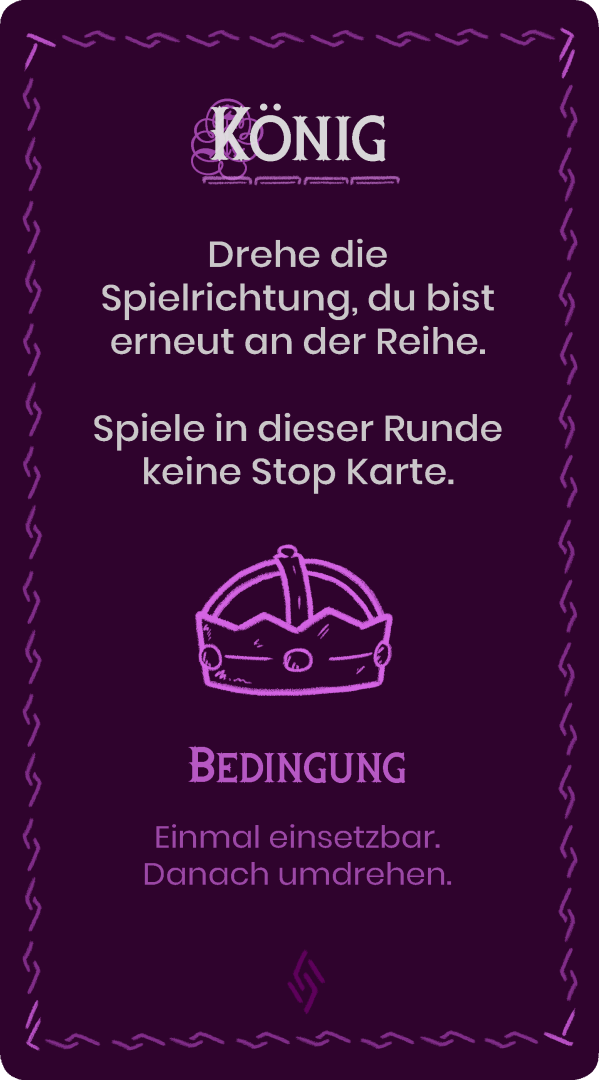 König
Drehe die
Spielrichtung, du bist
erneut an der Reihe.
Spiele in dieser Runde
keine Stop Karte.
Bedingung
Einmal einsetzbar.
Danach umdrehen.